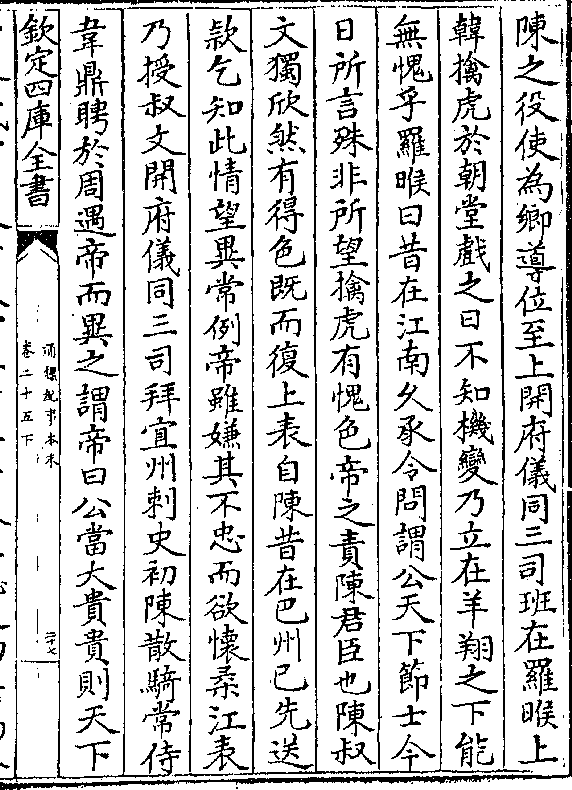 陳之役使為鄉導位至上開府儀同三司班在羅睺上
韓擒虎於朝堂戲之曰不知機變乃立在羊翔之下能
無愧乎羅睺曰昔在江南久承令問謂公天下節士今
日所言殊非所望擒虎有愧色帝之責陳君臣也陳叔
文獨欣然有得色既而復上表自陳昔在巴州已先送
款乞知此情望異常例帝雖嫌其不忠而欲懷柔江表
乃授叔文開府儀同三司拜宜州刺史初陳散騎常侍
韋鼎聘於周遇帝而異之謂帝曰公當大貴貴則天下
欽定四庫全書
通鑑紀事本末
卷二十五下
二十七